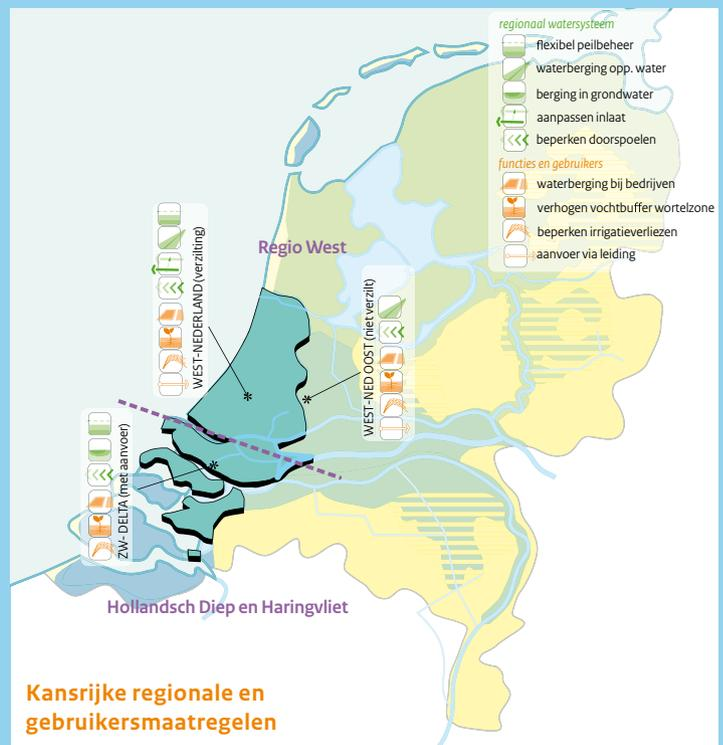 regionaal watersysteem
flexibel peilbeheer
waterberging opp. water
berging in grondwater
aanpassen inlaat
beperken doorspoelen
functies en gebruikers
waterberging bij bedrijven
verhogen vochtbuffer wortelzone
beperken irrigatieverliezen
aanvoer via leiding
Regio West
WEST-NEDERLAND (verzilting)
WEST-NED OOST (niet verzilt)
ZW- DELTA (met aanvoer)
Hollandsch Diep en Haringvliet
Kansrijke regionale en
gebruikersmaatregelen